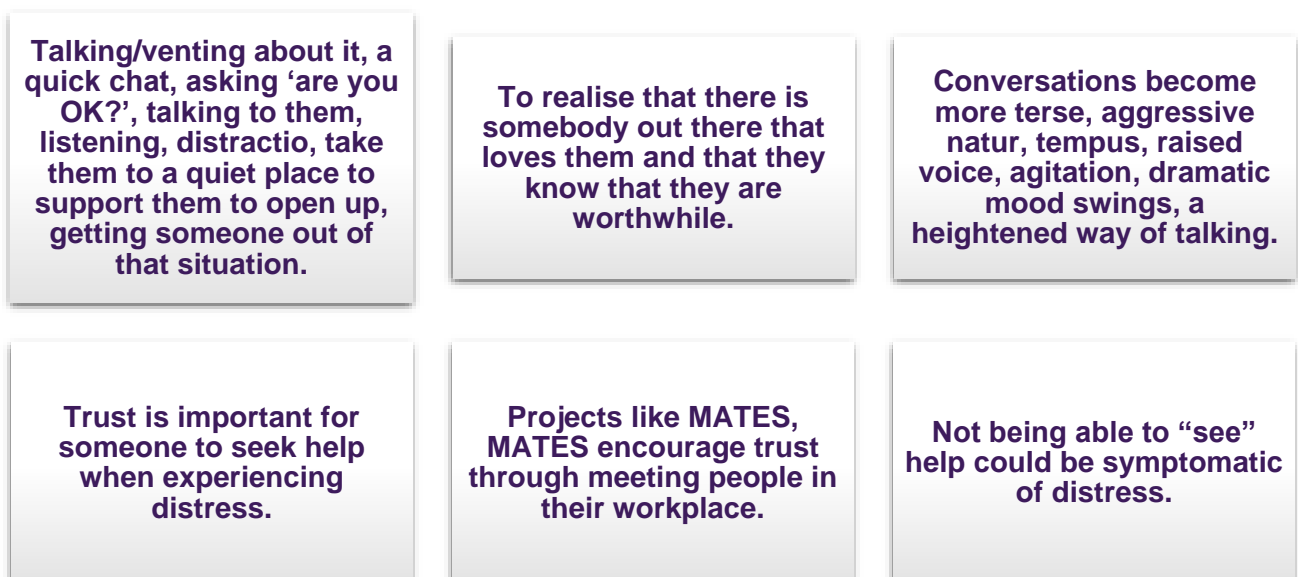 Talking/venting about it, a
quick chat, asking ‘are you
OK?’, talking to them,
listening, distractio, take
them to a quiet place to
support them to open up,
getting someone out of
that situation.
To realise that there is
somebody out there that
loves them and that they
know that they are
worthwhile.
Conversations become
more terse, aggressive
natur, tempus, raised
voice, agitation, dramatic
mood swings, a
heightened way of talking.
Trust is important for
someone to seek help
when experiencing
distress.
Projects like MATES,
MATES encourage trust
through meeting people in
their workplace.
Not being able to “see”
help could be symptomatic
of distress.